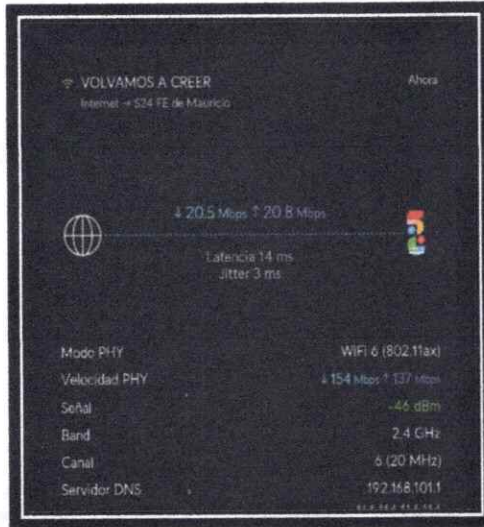 VOLVAMOS A CREER
Ahora
Internet → S24 FE de Mauricio
↓ 20.5 Mbps ↑ 20.8 Mbps
Latencia 14 ms
Jitter 3 ms
Modo PHY WiFi 6 (802.11ax)
Velocidad PHY ↓ 154 Mbps ↑ 137 Mbps
Señal -46 dBm
Band 2,4 GHz
Canal 6 (20 MHz)
Servidor DNS 192.168.101.1